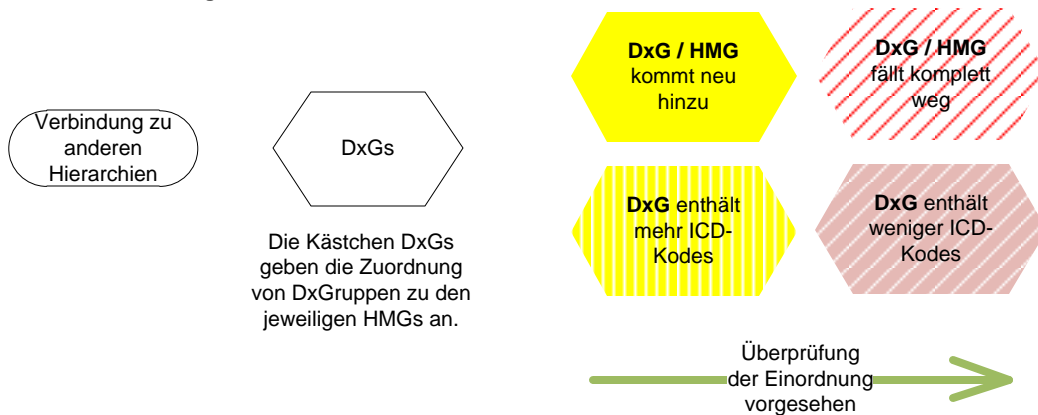 Verbindung zu
anderen
Hierarchien
DxGs
Die Kästchen DxGs
geben die Zuordnung
von DxGruppen zu den
jeweiligen HMGs an.
DxG / HMG
kommt neu
hinzu
DxG / HMG
fällt komplett
weg
DxG enthält
mehr ICD-
Kodes
DxG enthält
weniger ICD-
Kodes
Überprüfung
der Einordnung
vorgesehen